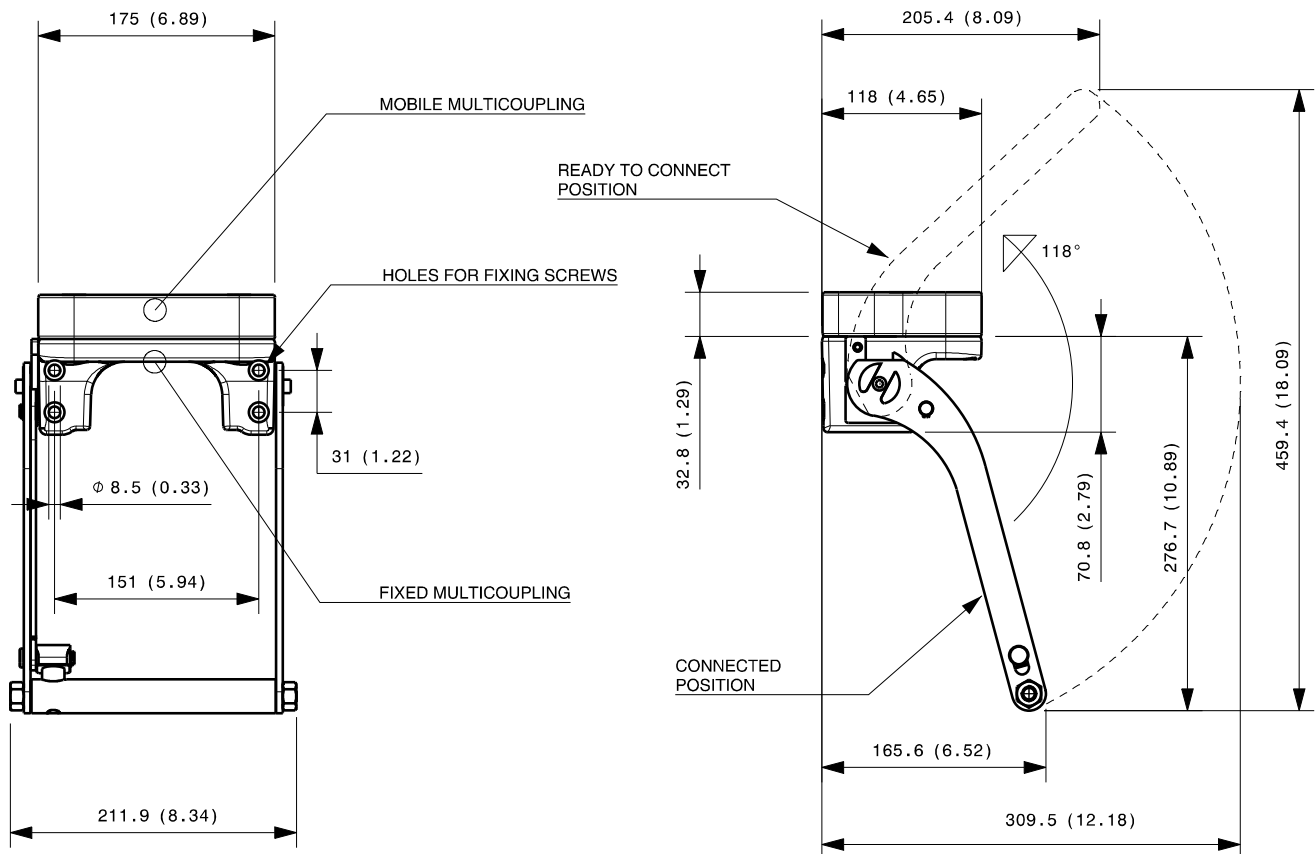 175 (6.89)
205.4 (8.09)
MOBILE MULTICOUPLING
118 (4.65)
READY TO CONNECT
POSITION
118°
HOLES FOR FIXING SCREWS
31 (1.22)
32.8 (1.29)
459.4 (18.09)
ϕ 8.5 (0.33)
70.8 (2.79)
276.7 (10.89)
151 (5.94)
FIXED MULTICOUPLING
CONNECTED
POSITION
165.6 (6.52)
211.9 (8.34)
309.5 (12.18)